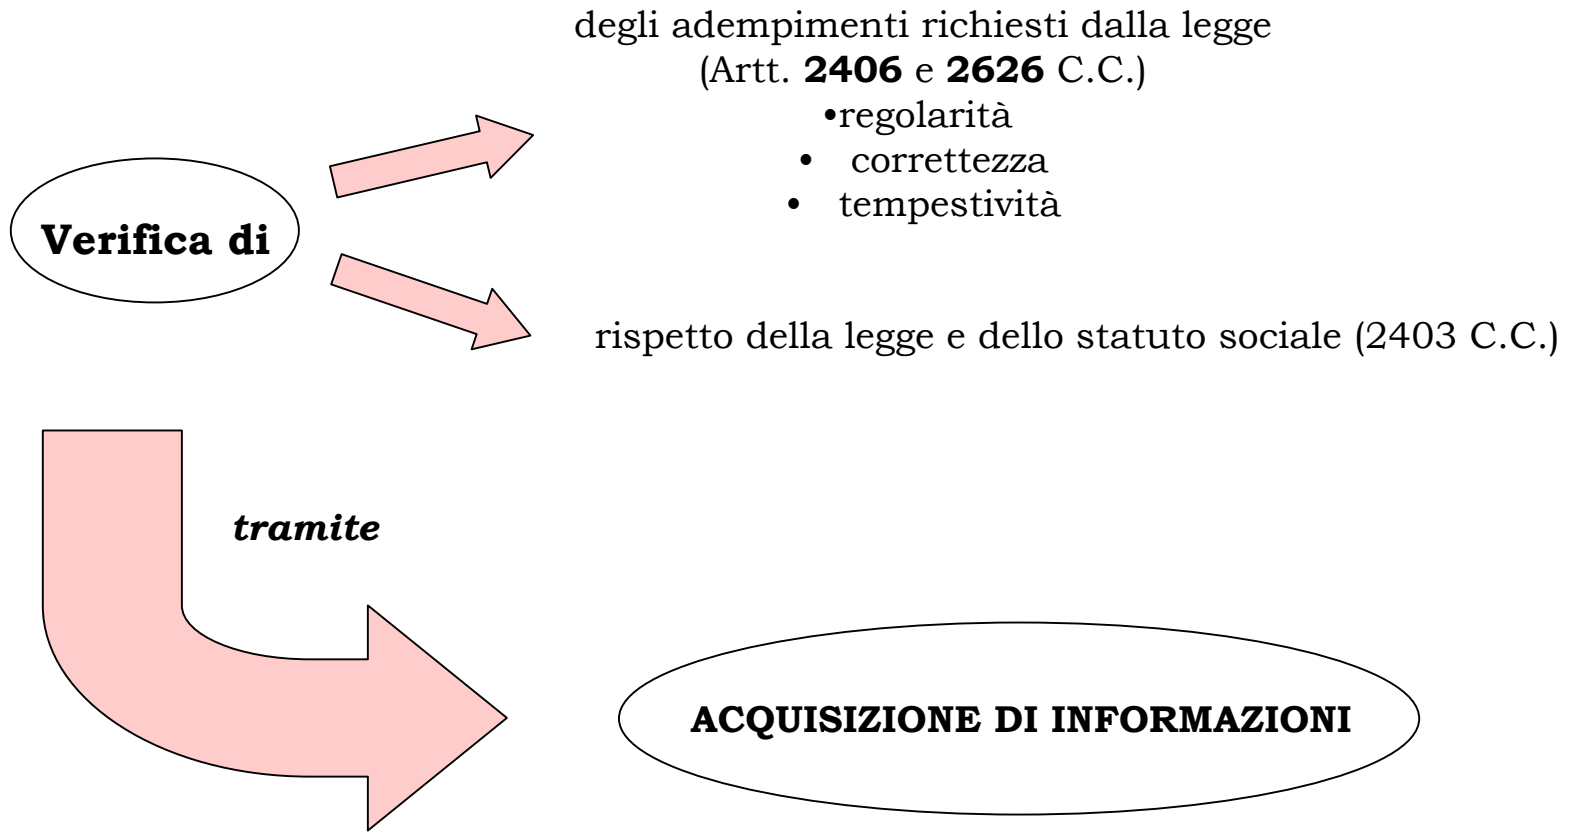 degli adempimenti richiesti dalla legge
(Artt. 2406 e 2626 C.C.)
•regolarità
• correttezza
• tempestività
Verifica di
rispetto della legge e dello statuto sociale (2403 C.C.)
tramite
ACQUISIZIONE DI INFORMAZIONI